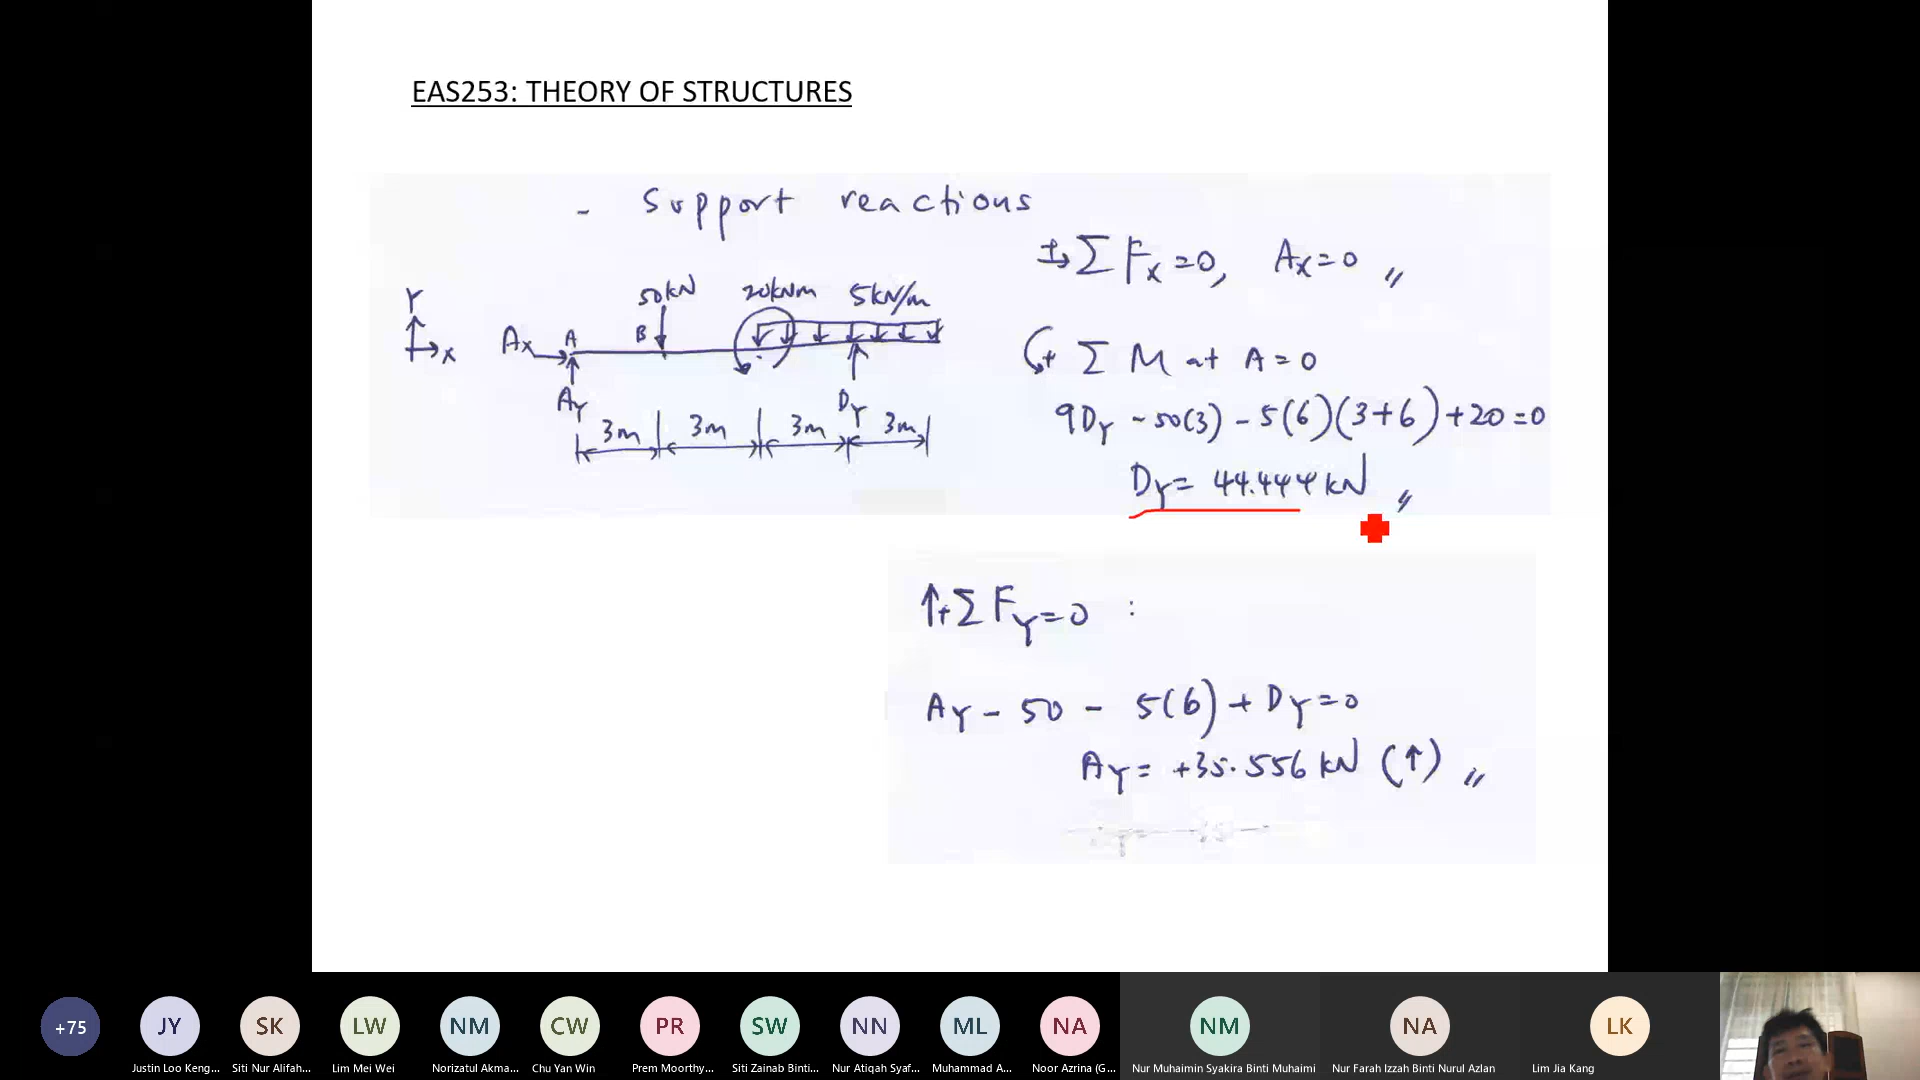 EAS253: THEORY OF STRUCTURES
- Support reactions
+→ Σ Fx =0, Ax=0 〃
Y
x
Ax
A
B
50kN
20kNm
5kN/m
Ay
Dy
3m 3m 3m 3m
+ Σ M at A = 0
9Dy - 50(3) - 5(6)(3+6) +20=0
Dy= 44.444 kN 〃
↑+ Σ Fy=0 :
Ay - 50 - 5(6) + Dy=0
Ay= +35.556 kN (↑) 〃
+75
JY
SK
LW
NM
CW
PR
SW
NN
ML
NA
NM
NA
LK
Justin Loo Keng...
Siti Nur Alifah...
Lim Mei Wei
Norizatul Akma...
Chu Yan Win
Prem Moorthy...
Siti Zainab Binti...
Nur Atiqah Syaf...
Muhammad A...
Noor Azrina (G...
Nur Muhaimin Syakira Binti Muhaimi
Nur Farah Izzah Binti Nurul Azlan
Lim Jia Kang